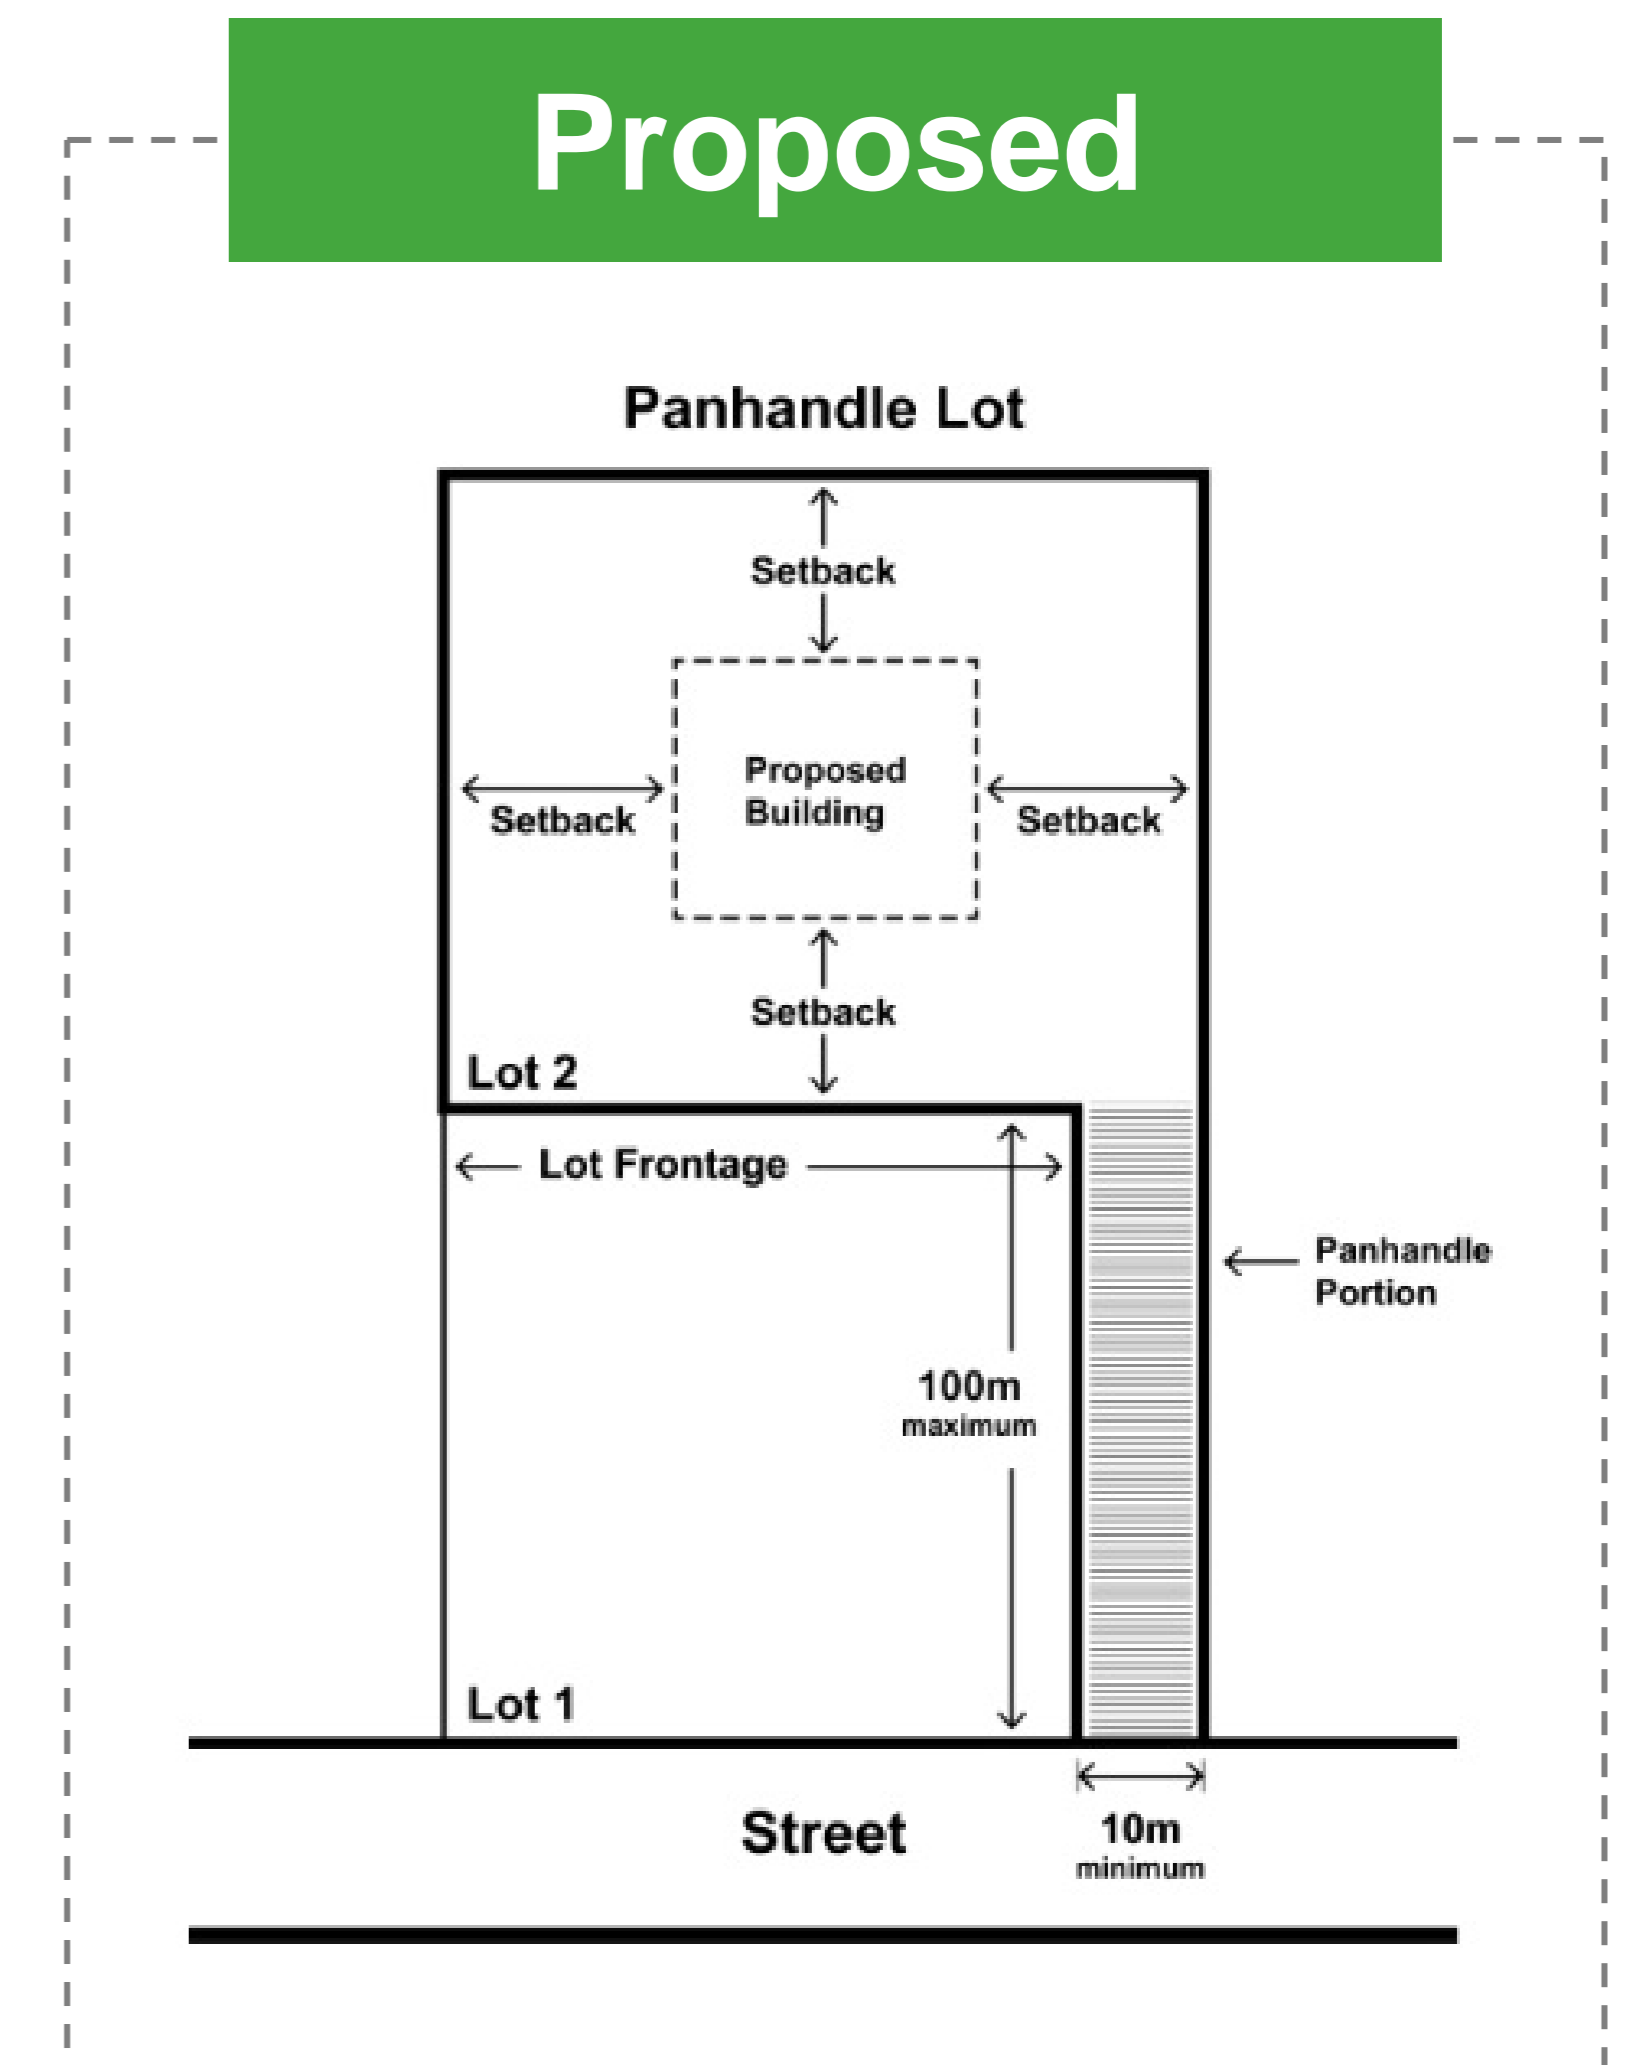 Proposed
Panhandle Lot
Setback
Proposed
Building
Setback
Setback
Setback
Lot 2
Lot Frontage
Panhandle
Portion
100m
maximum
Lot 1
Street
10m
minimum